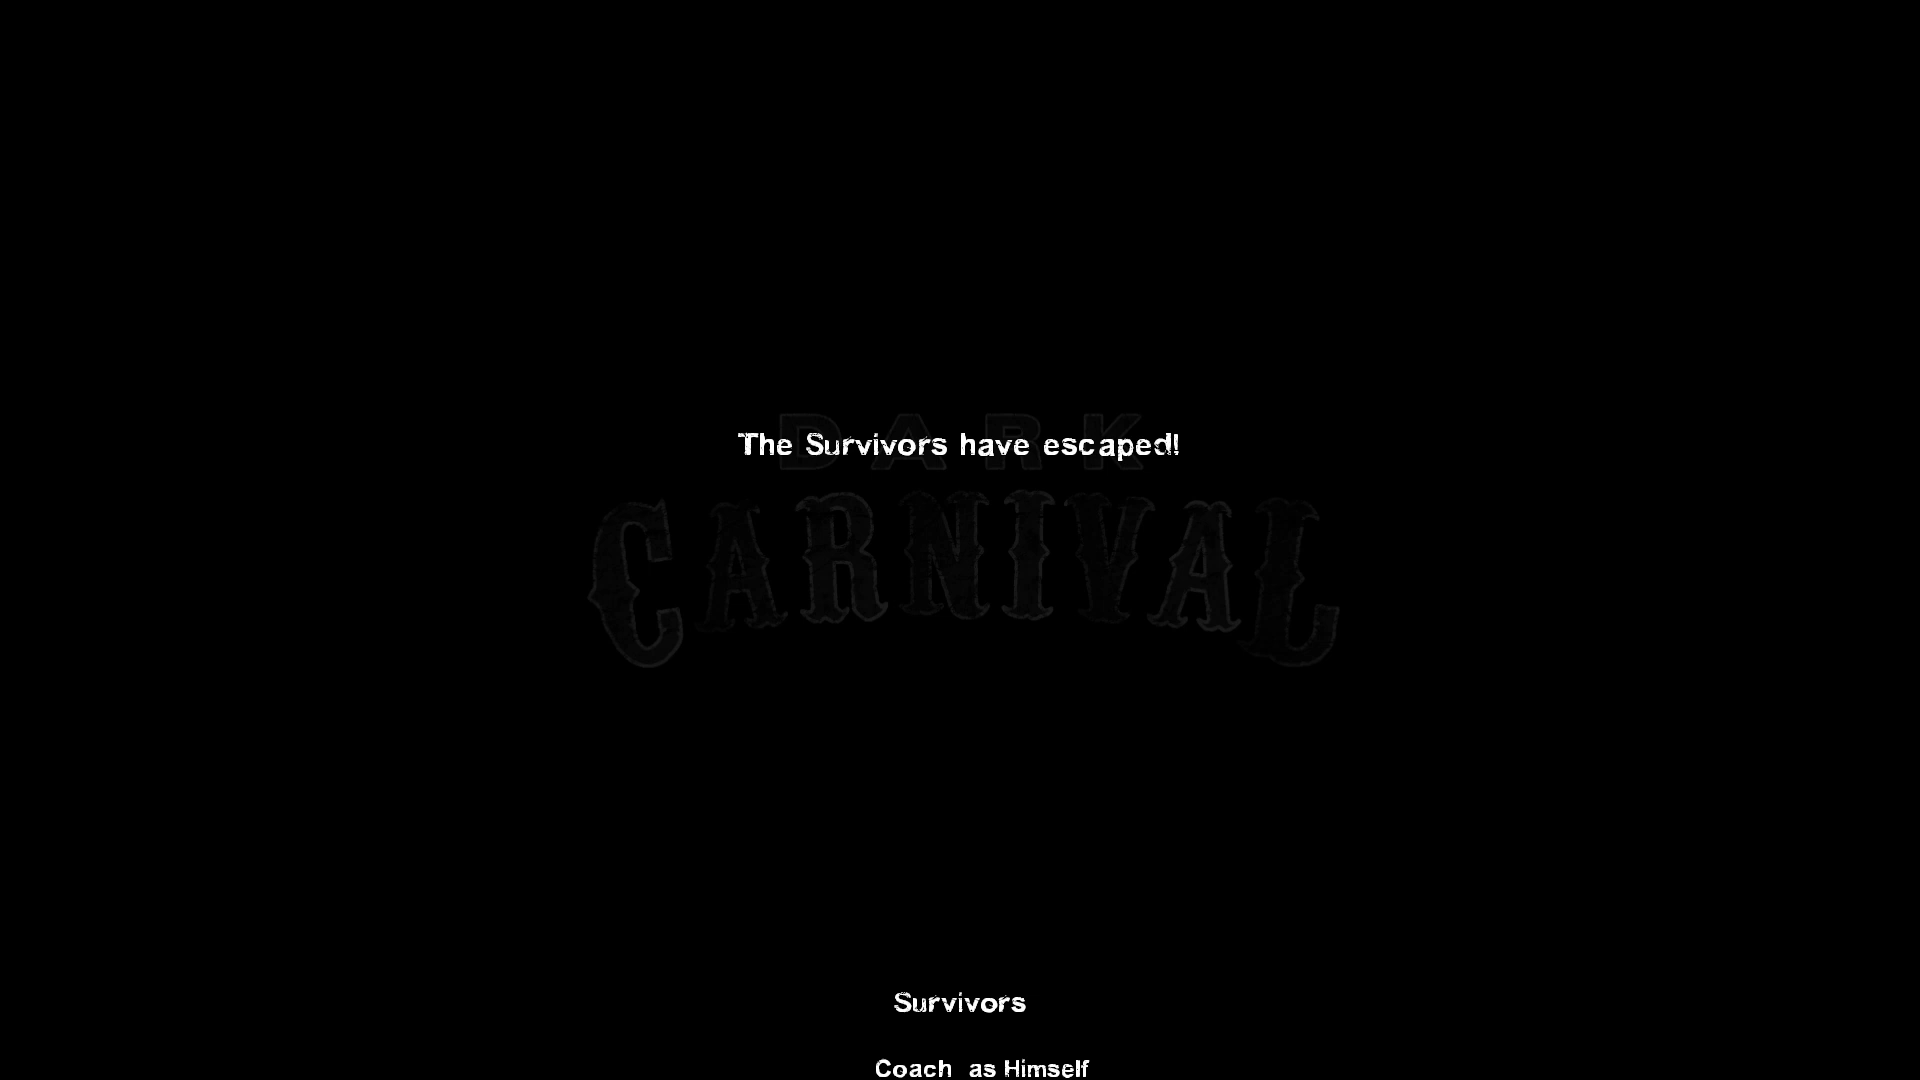 The Survivors have escaped!
DARK
CARNIVAL
Survivors
Coach as Himself